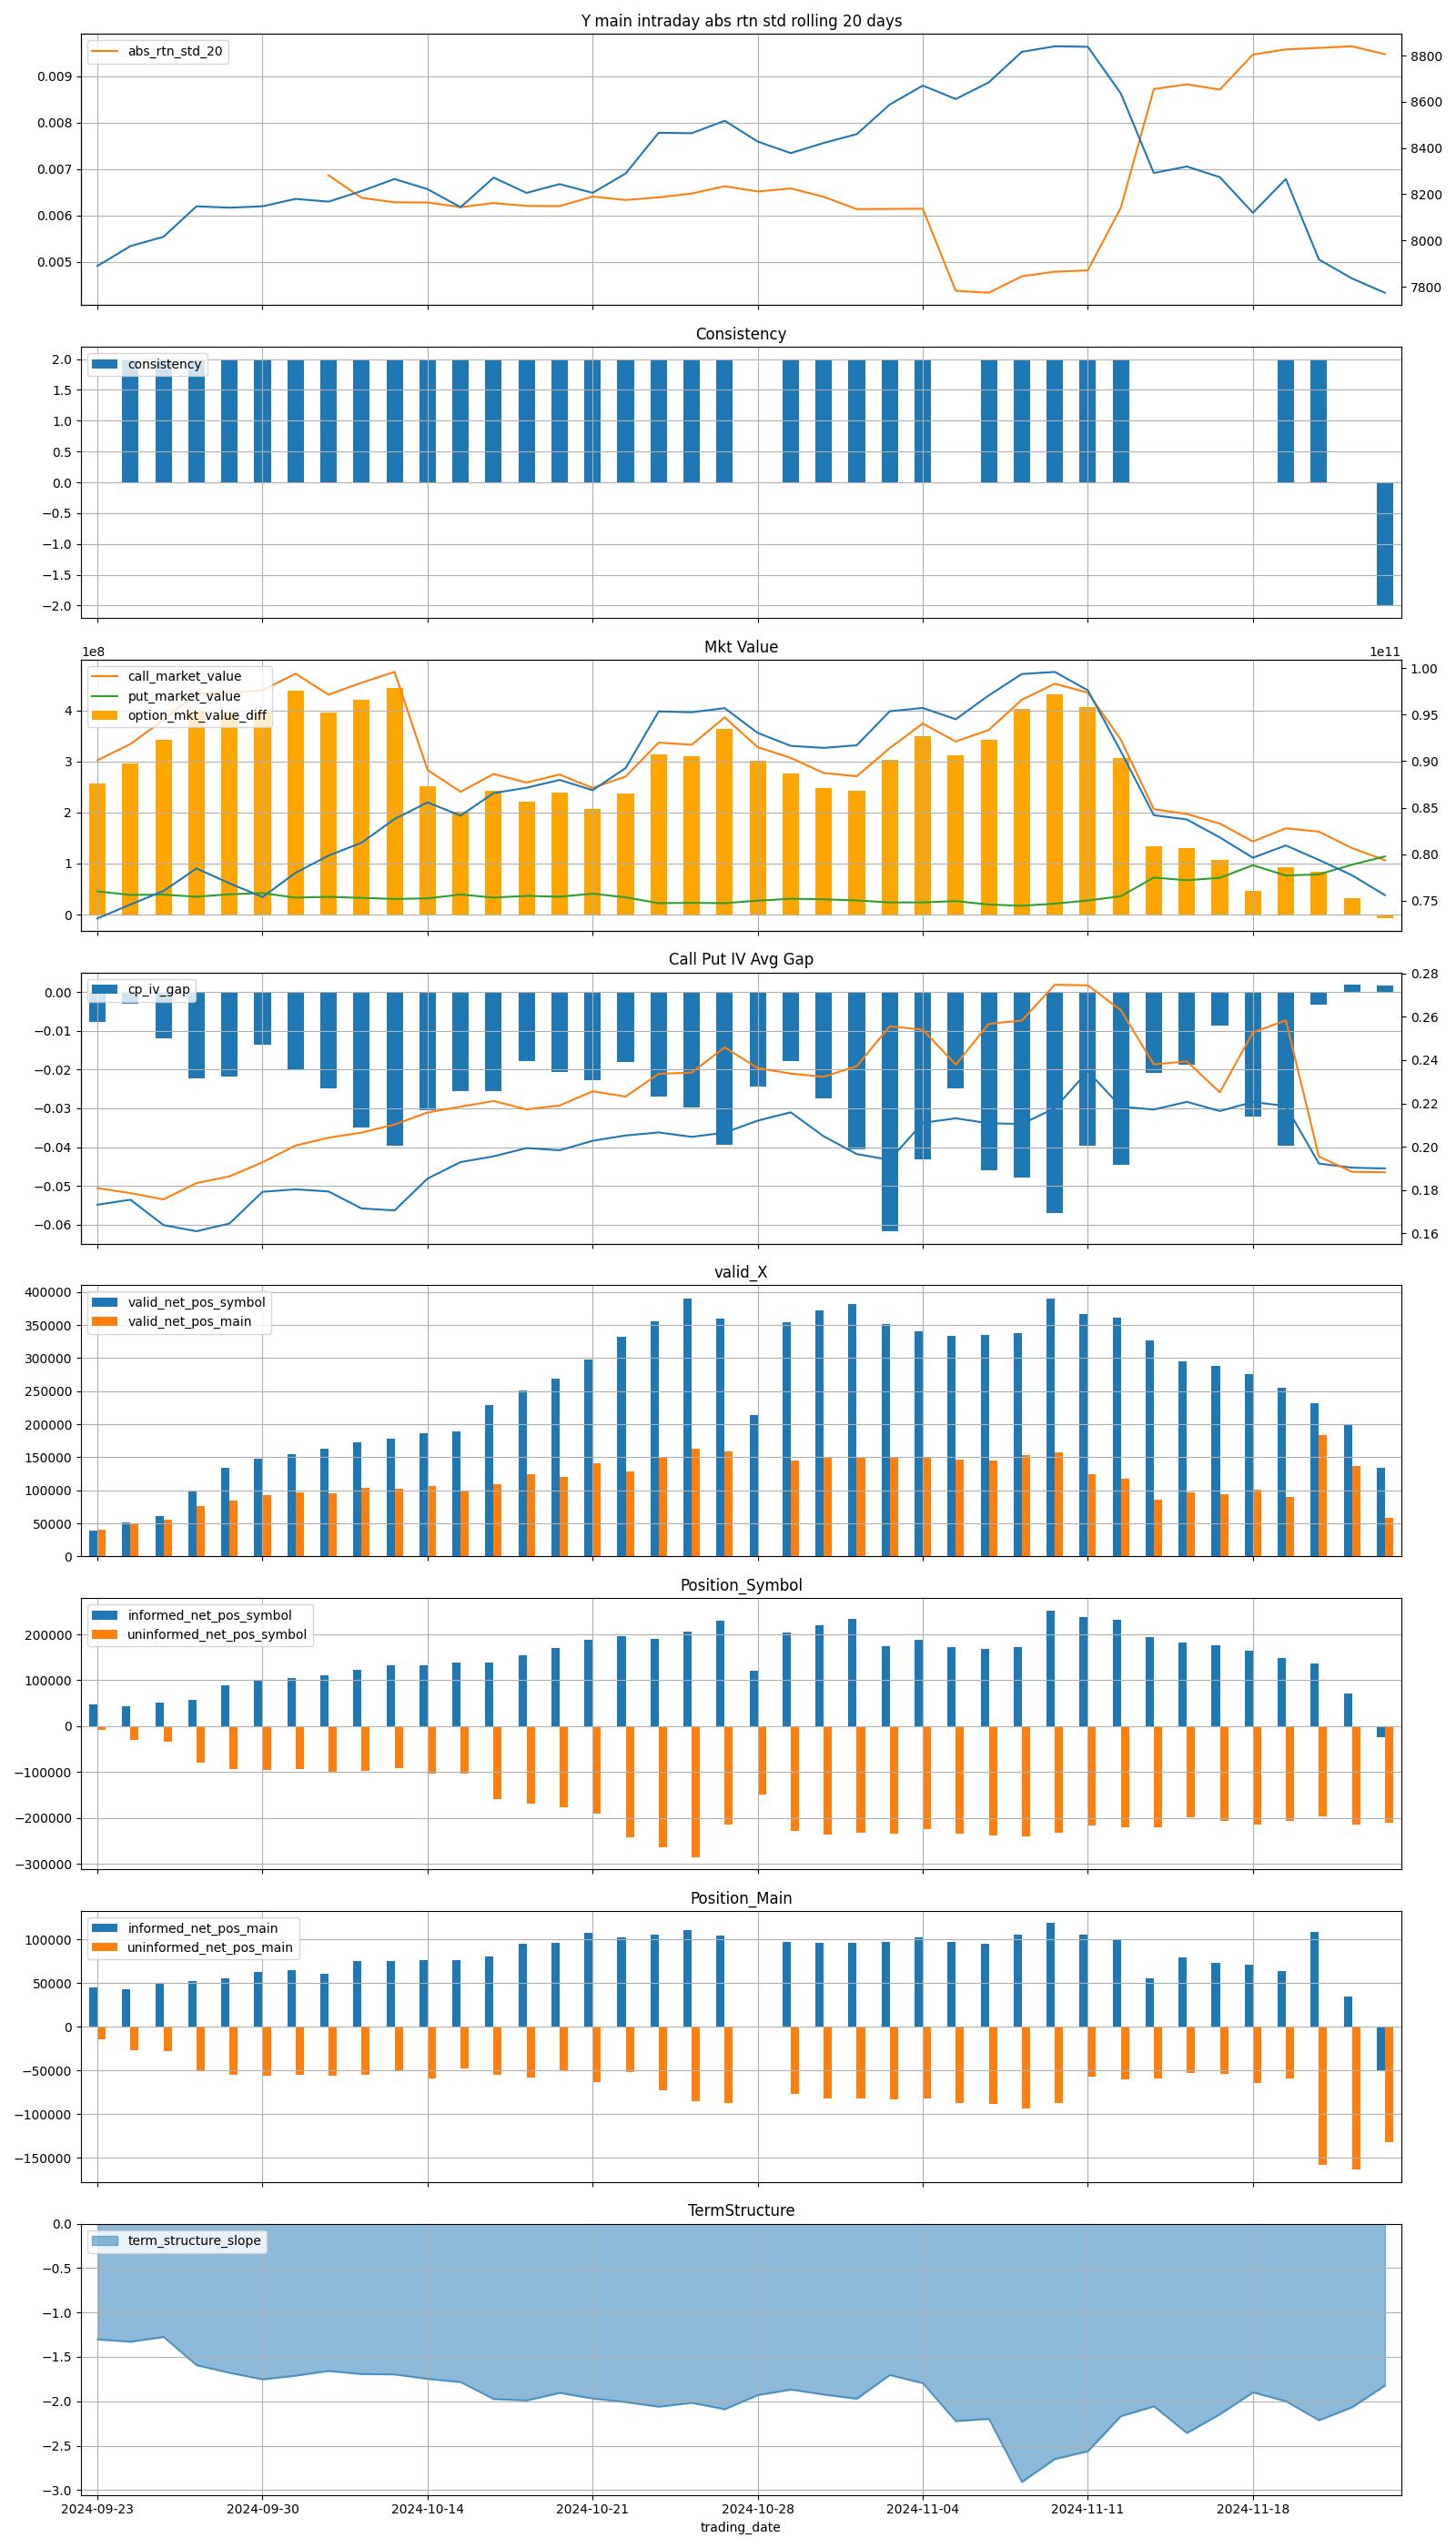 Y main intraday abs rtn std rolling 20 days
abs_rtn_std_20
0.009
0.008
0.007
0.006
0.005
8800
8600
8400
8200
8000
7800
Consistency
consistency
2.0
1.5
1.0
0.5
0.0
−0.5
−1.0
−1.5
−2.0
Mkt Value
1e8
1e11
call_market_value
put_market_value
option_mkt_value_diff
4
3
2
1
0
1.00
0.95
0.90
0.85
0.80
0.75
Call Put IV Avg Gap
cp_iv_gap
0.00
−0.01
−0.02
−0.03
−0.04
−0.05
−0.06
0.28
0.26
0.24
0.22
0.20
0.18
0.16
valid_X
valid_net_pos_symbol
valid_net_pos_main
400000
350000
300000
250000
200000
150000
100000
50000
0
Position_Symbol
informed_net_pos_symbol
uninformed_net_pos_symbol
200000
100000
0
−100000
−200000
−300000
Position_Main
informed_net_pos_main
uninformed_net_pos_main
100000
50000
0
−50000
−100000
−150000
TermStructure
term_structure_slope
0.0
−0.5
−1.0
−1.5
−2.0
−2.5
−3.0
2024-09-23 2024-09-30 2024-10-14 2024-10-21 2024-10-28 2024-11-04 2024-11-11 2024-11-18
trading_date